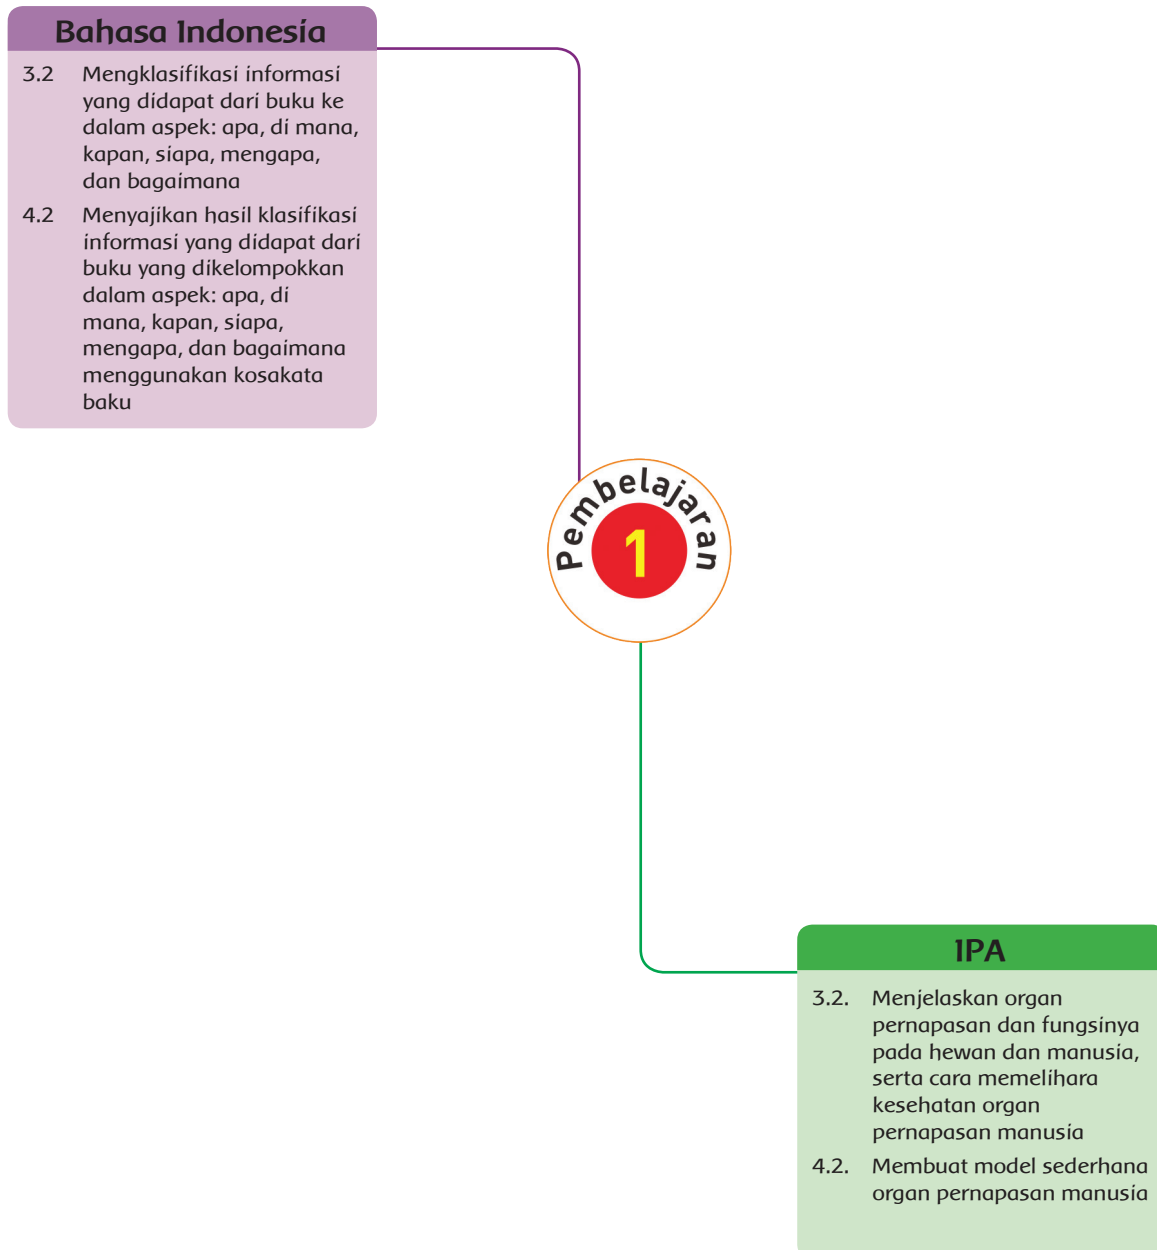 Bahasa Indonesia
3.2 Mengklasifikasi informasi
yang didapat dari buku ke
dalam aspek: apa, di mana,
kapan, siapa, mengapa,
dan bagaimana
4.2 Menyajikan hasil klasifikasi
informasi yang didapat dari
buku yang dikelompokkan
dalam aspek: apa, di
mana, kapan, siapa,
mengapa, dan bagaimana
menggunakan kosakata
baku
Pembelajaran
1
IPA
3.2. Menjelaskan organ
pernapasan dan fungsinya
pada hewan dan manusia,
serta cara memelihara
kesehatan organ
pernapasan manusia
4.2. Membuat model sederhana
organ pernapasan manusia